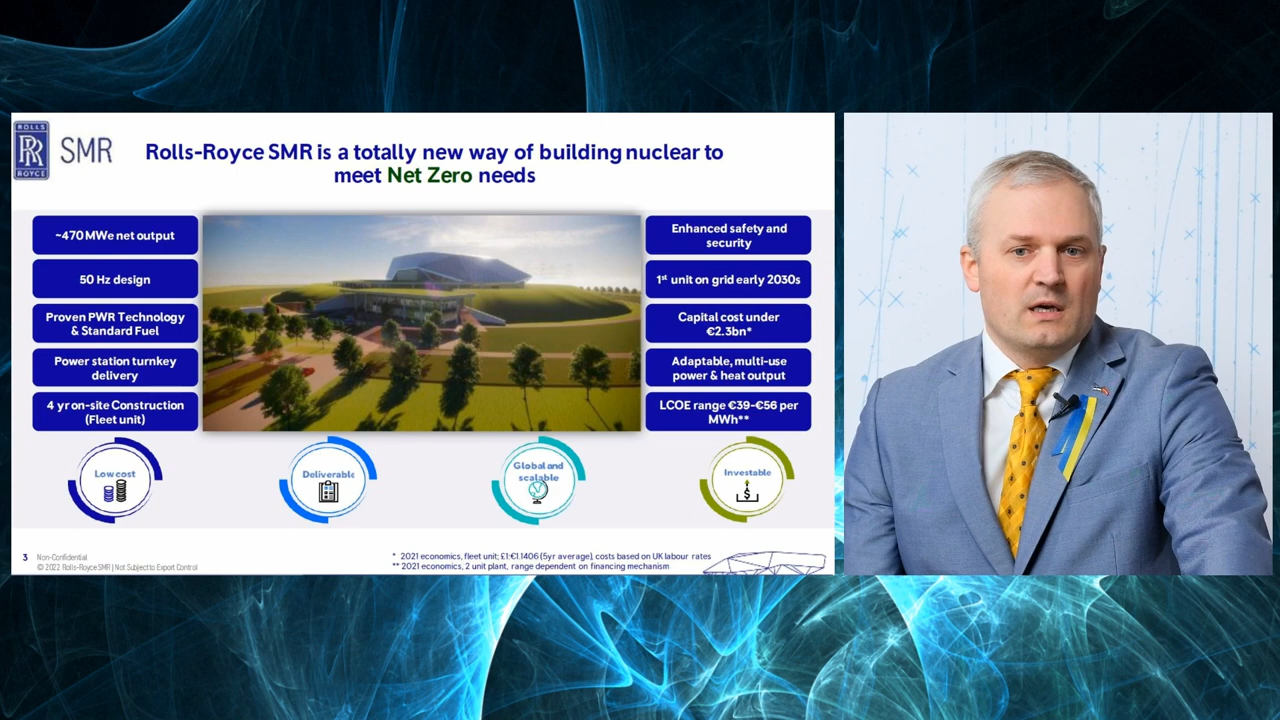 ROLLS
RR
ROYCE
SMR
Rolls-Royce SMR is a totally new way of building nuclear to
meet Net Zero needs
~470 MWe net output
50 Hz design
Proven PWR Technology
& Standard Fuel
Power station turnkey
delivery
4 yr on-site Construction
(Fleet unit)
Enhanced safety and
security
1st unit on grid early 2030s
Capital cost under
€2.3bn*
Adaptable, multi-use
power & heat output
LCOE range €39-€56 per
MWh**
Low cost
Deliverable
Global and
scalable
Investable
$
3
Non-Confidential
© 2022 Rolls-Royce SMR | Not Subject to Export Control
* 2021 economics, fleet unit; £1:€1.1406 (5yr average), costs based on UK labour rates
** 2021 economics, 2 unit plant, range dependent on financing mechanism